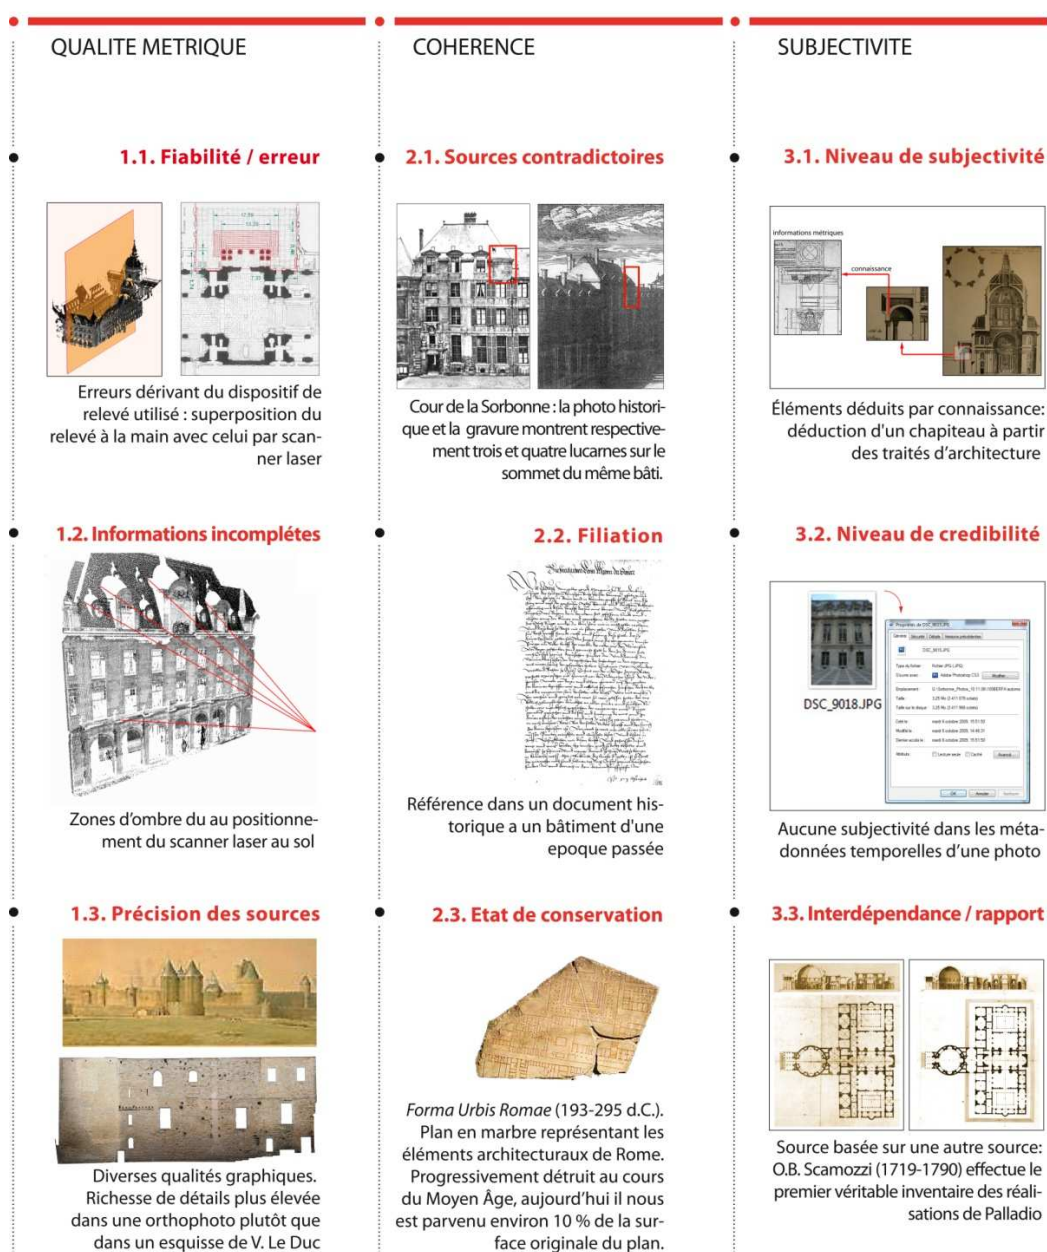 QUALITE METRIQUE
1.1. Fiabilité / erreur
Erreurs dérivant du dispositif de
relevé utilisé : superposition du
relevé à la main avec celui par scan-
ner laser
1.2. Informations incomplétes
Zones d’ombre du au positionne-
ment du scanner laser au sol
1.3. Précision des sources
Diverses qualités graphiques.
Richesse de détails plus élevée
dans une orthophoto plutôt que
dans un esquisse de V. Le Duc
COHERENCE
2.1. Sources contradictoires
Cour de la Sorbonne : la photo histori-
que et la gravure montrent respective-
ment trois et quatre lucarnes sur le
sommet du même bâti.
2.2. Filiation
Référence dans un document his-
torique a un bâtiment d'une
epoque passée
2.3. Etat de conservation
Forma Urbis Romae (193-295 d.C.).
Plan en marbre représentant les
éléments architecturaux de Rome.
Progressivement détruit au cours
du Moyen Âge, aujourd’hui il nous
est parvenu environ 10 % de la sur-
face originale du plan.
SUBJECTIVITE
3.1. Niveau de subjectivité
informations métriques
connaissance
Éléments déduits par connaissance:
déduction d'un chapiteau à partir
des traités d’architecture
3.2. Niveau de credibilité
DSC_9018.JPG
Aucune subjectivité dans les méta-
données temporelles d’une photo
3.3. Interdépendance / rapport
Source basée sur une autre source:
O.B. Scamozzi (1719-1790) effectue le
premier véritable inventaire des réali-
sations de Palladio